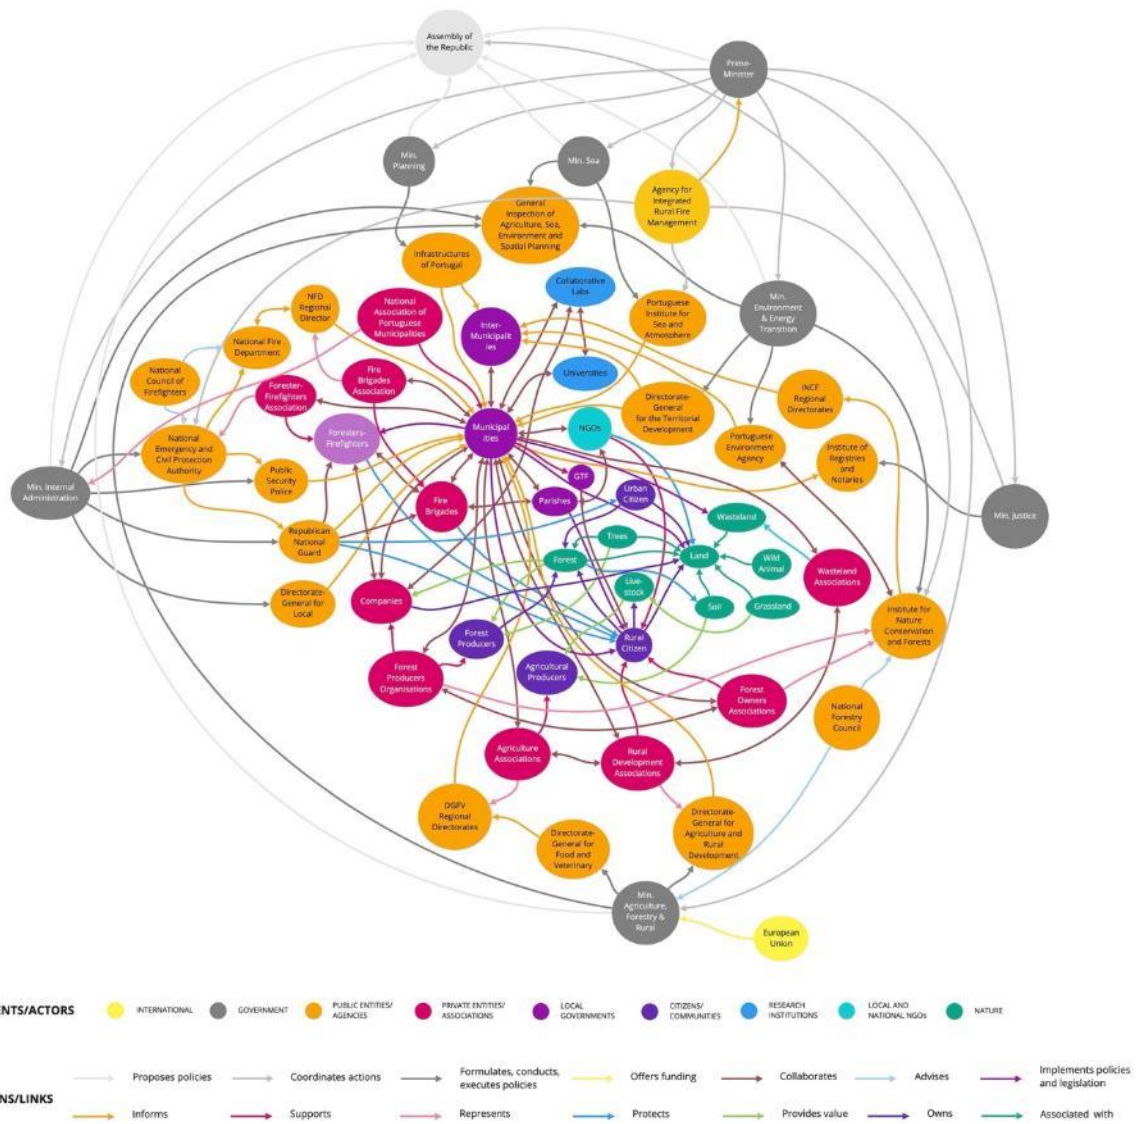 Assembly of
the Republic
Prime-
Minister
Min.
Planning
Min. Sea
Agency for
Integrated
Rural Fire
Management
General
Inspection of
Agriculture, Sea,
Environment and
Spatial Planning
Infrastructures
of Portugal
Collaborative
Labs
NFD
Regional
Director
National
Association of
Portuguese
Municipalities
Inter-
Municipalit
ies
Portuguese
Institute for
Sea and
Atmosphere
Min.
Environment
& Energy
Transition
National Fire
Department
National
Council of
Firefighters
Fire
Brigades
Association
Universities
Forester-
Firefighters
Association
INCF
Regional
Directorates
Directorate-
General
for the Territorial
Development
Foresters-
Firefighters
Municipal
ities
NGOs
Portuguese
Environment
Agency
National
Emergency and
Civil Protection
Authority
Institute of
Registries
and
Notaries
Public
Security
Police
GTF
Min. Internal
Administration
Fire
Brigades
Parishes
Urban
Citizen
Wasteland
Min. Justice
Republican
National
Guard
Trees
Forest
Land
Wild
Animal
Wasteland
Associations
Live-
stock
Directorate-
General for
Local
Companies
Soil
Grassland
Institute for
Nature
Conservation
and Forests
Forest
Producers
Rural
Citizen
Forest
Producers
Organisations
Agricultural
Producers
Forest
Owners
Associations
National
Forestry
Council
Agriculture
Associations
Rural
Development
Associations
DGFV
Regional
Directorates
Directorate-
General for
Food and
Veterinary
Directorate-
General for
Agriculture and
Rural
Development
Min.
Agriculture,
Forestry &
Rural
European
Union
ENTS/ACTORS
INTERNATIONAL
GOVERNMENT
PUBLIC ENTITIES/
AGENCIES
PRIVATE ENTITIES/
ASSOCIATIONS
LOCAL
GOVERNMENTS
CITIZENS/
COMMUNITIES
RESEARCH
INSTITUTIONS
LOCAL AND
NATIONAL NGOs
NATURE
NS/LINKS
Proposes policies
Coordinates actions
Formulates, conducts,
executes policies
Offers funding
Collaborates
Advises
Implements policies
and legislation
Informs
Supports
Represents
Protects
Provides value
Owns
Associated with